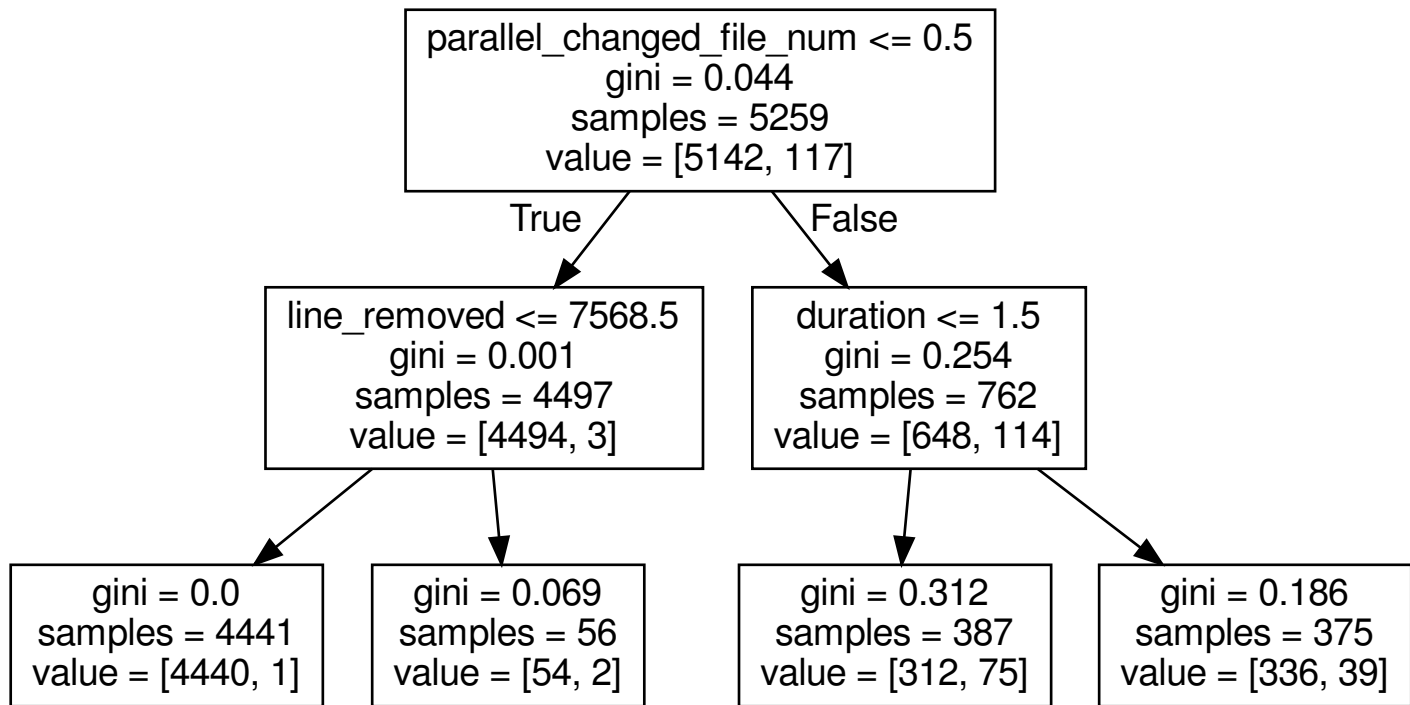 parallel_changed_file_num <= 0.5
gini = 0.044
samples = 5259
value = [5142, 117]
True
False
line_removed <= 7568.5
gini = 0.001
samples = 4497
value = [4494, 3]
duration <= 1.5
gini = 0.254
samples = 762
value = [648, 114]
gini = 0.0
samples = 4441
value = [4440, 1]
gini = 0.069
samples = 56
value = [54, 2]
gini = 0.312
samples = 387
value = [312, 75]
gini = 0.186
samples = 375
value = [336, 39]